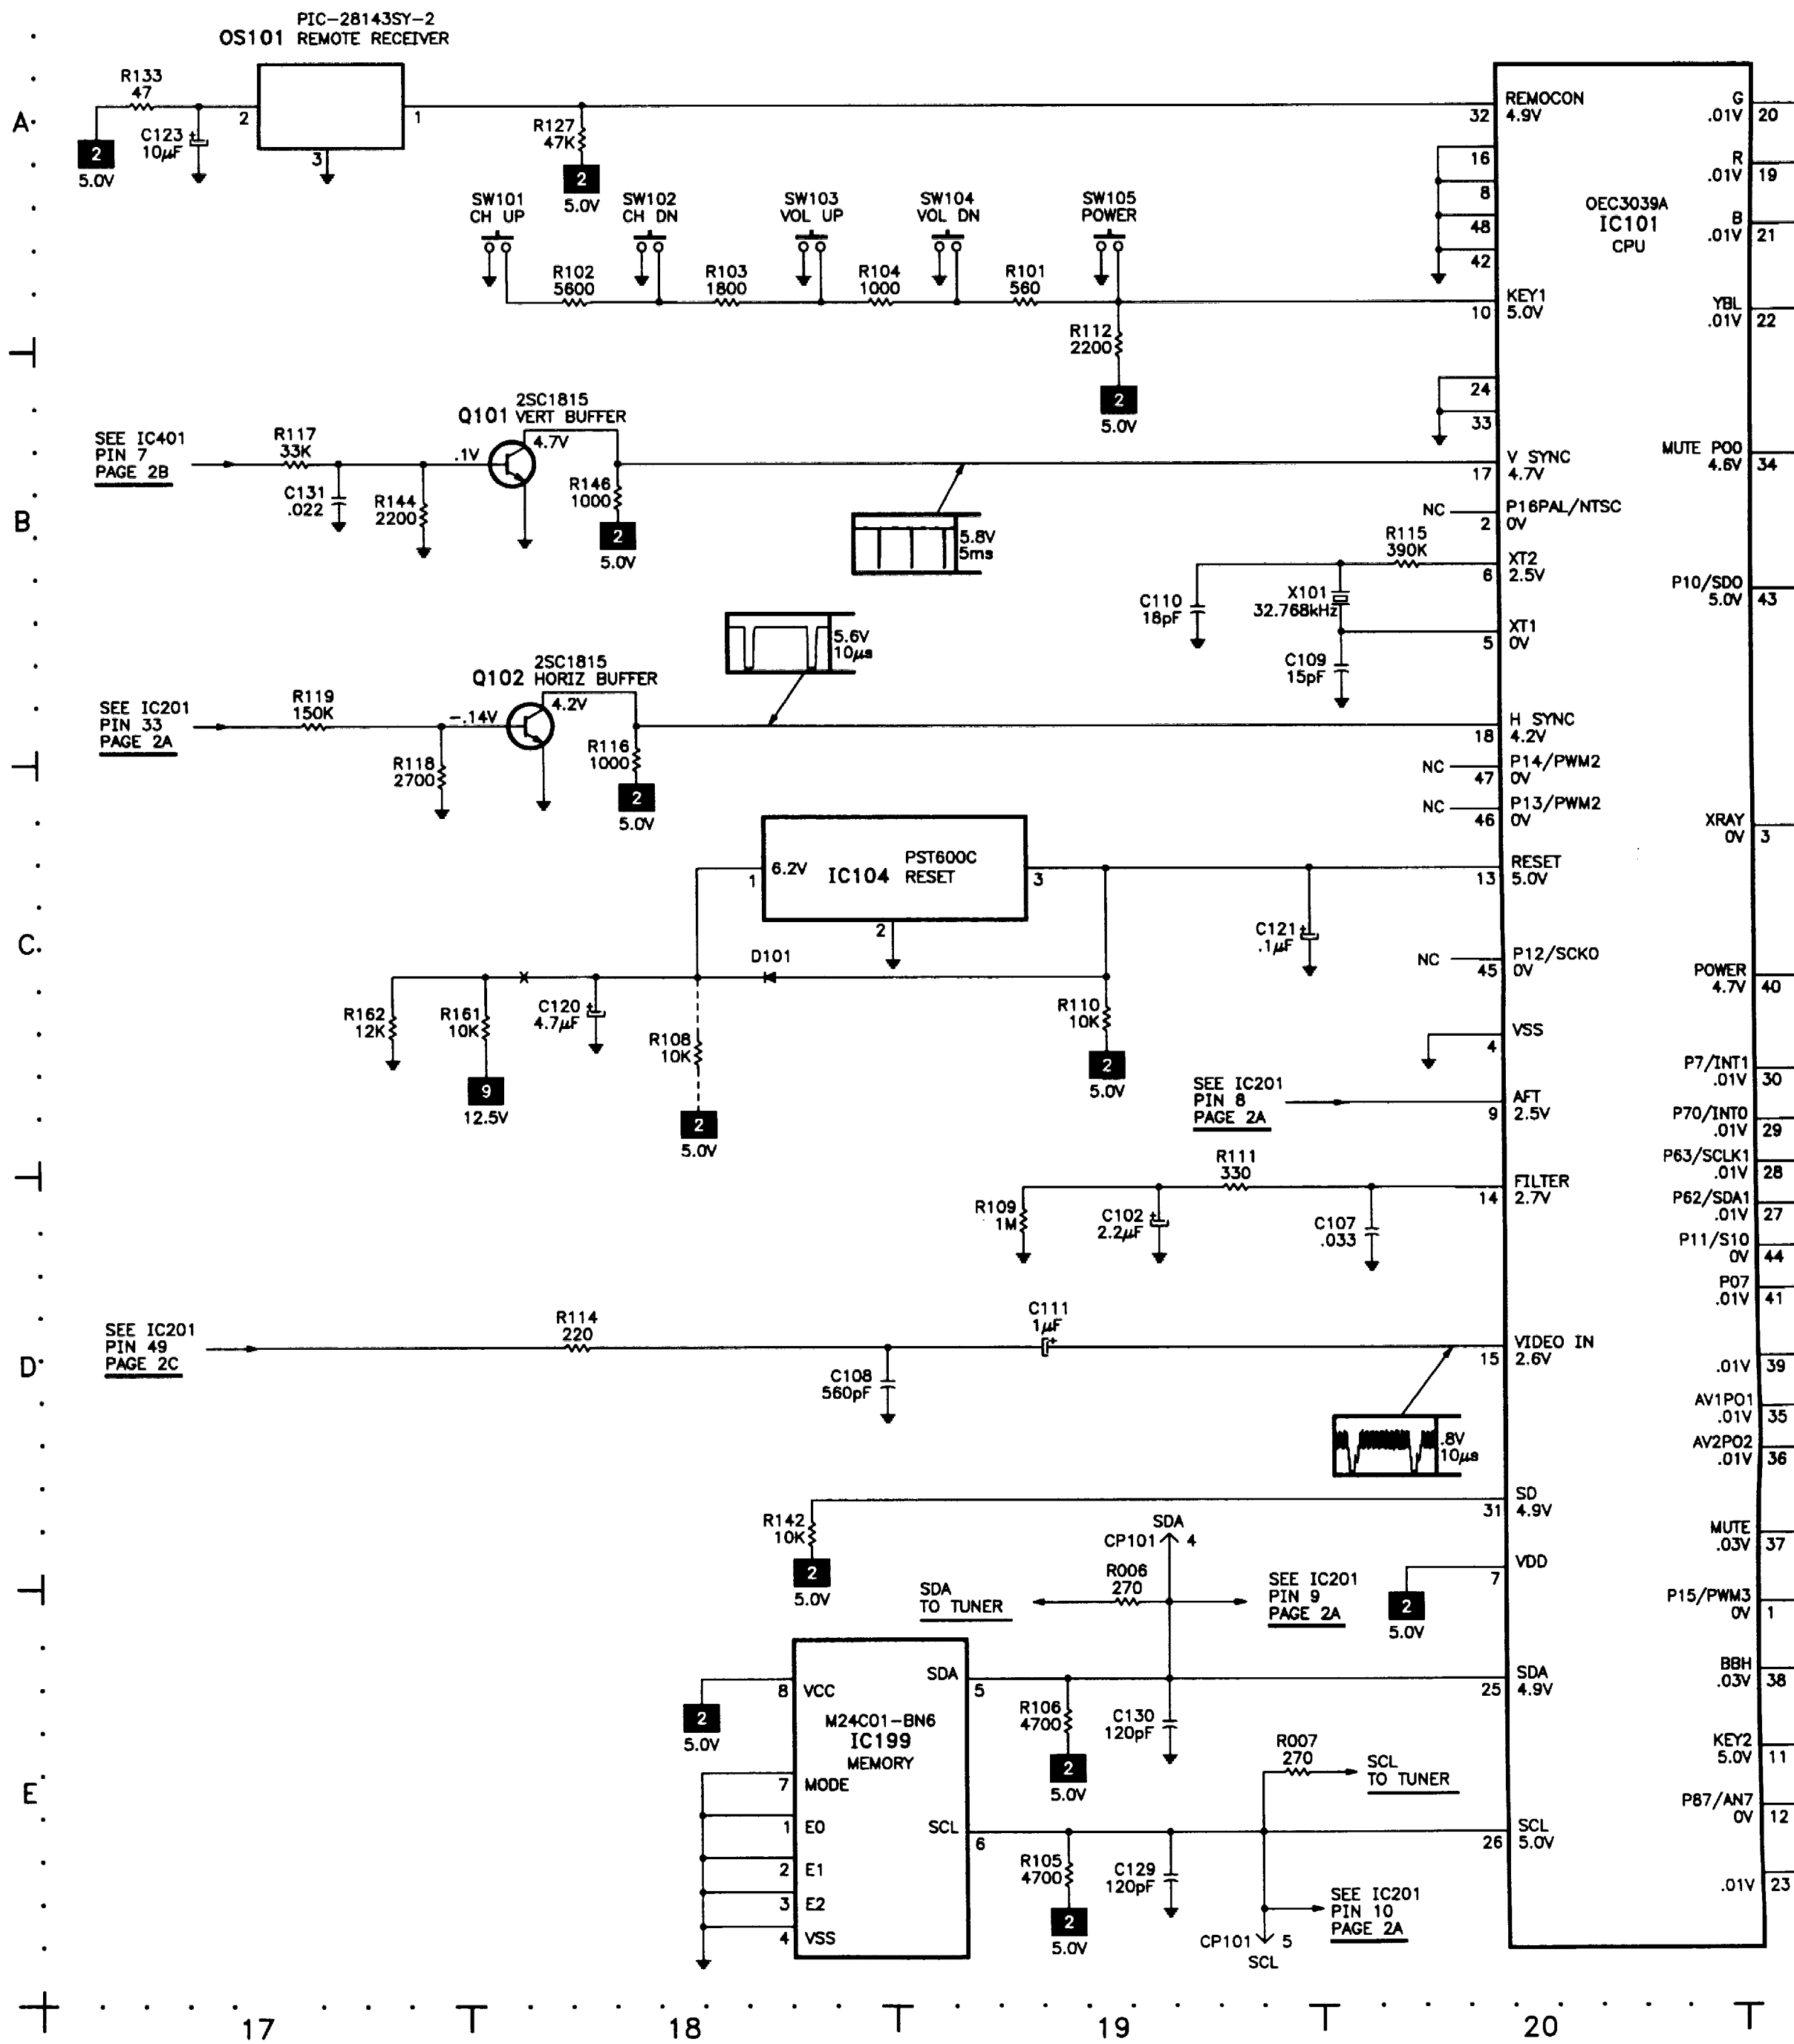 PIC-28143SY-2
OS101 REMOTE RECEIVER
R133
47
C123
10µF
+
2
1
3
2
5.0V
R127
47K
2
5.0V
A
SW101
CH UP
SW102
CH DN
SW103
VOL UP
SW104
VOL DN
SW105
POWER
R102
5600
R103
1800
R104
1000
R101
560
R112
2200
2
5.0V
OEC3039A
IC101
CPU
REMOCON
32 4.9V
16
8
48
42
KEY1
10 5.0V
24
33
G
.01V 20
R
.01V 19
B
.01V 21
YBL
.01V 22
MUTE PO0
4.6V 34
P10/SDO
5.0V 43
2SC1815
Q101 VERT BUFFER
4.7V
.1V
SEE IC401
PIN 7
PAGE 2B
R117
33K
C131
.022
R144
2200
R146
1000
2
5.0V
B
5.8V
5ms
V SYNC
17 4.7V
NC
P16PAL/NTSC
2 0V
R115
390K
XT2
6 2.5V
C110
18pF
X101
32.768kHz
XT1
5 0V
C109
15pF
5.6V
10µs
2SC1815
Q102 HORIZ BUFFER
4.2V
-.14V
SEE IC201
PIN 33
PAGE 2A
R119
150K
R118
2700
R116
1000
2
5.0V
H SYNC
18 4.2V
NC
P14/PWM2
47 0V
NC
P13/PWM2
46 0V
XRAY
0V 3
6.2V
IC104
PST600C
RESET
1
3
2
RESET
13 5.0V
C121
.1µF
+
C
D101
NC
P12/SCKO
45 0V
POWER
4.7V 40
R162
12K
R161
10K
9
12.5V
x
C120
4.7µF
+
R108
10K
2
5.0V
R110
10K
2
5.0V
VSS
4
SEE IC201
PIN 8
PAGE 2A
AFT
9 2.5V
P7/INT1
.01V 30
P70/INT0
.01V 29
P63/SCLK1
.01V 28
P62/SDA1
.01V 27
P11/S10
0V 44
P07
.01V 41
R111
330
FILTER
14 2.7V
R109
1M
C102
2.2µF
+
C107
.033
SEE IC201
PIN 49
PAGE 2C
D
R114
220
C108
560pF
C111
1µF
+
VIDEO IN
15 2.6V
.8V
10µs
.01V 39
AV1PO1
.01V 35
AV2PO2
.01V 36
MUTE
.03V 37
P15/PWM3
0V 1
BBH
.03V 38
KEY2
5.0V 11
P87/AN7
0V 12
.01V 23
SD
31 4.9V
R142
10K
2
5.0V
SDA
CP101 4
R006
270
SDA
TO TUNER
SEE IC201
PIN 9
PAGE 2A
VDD
7
2
5.0V
M24C01-BN6
IC199
MEMORY
SDA
5
8 VCC
2
5.0V
7 MODE
1 E0
2 E1
3 E2
4 VSS
SCL
6
SDA
25 4.9V
R106
4700
2
5.0V
C130
120pF
R007
270
SCL
TO TUNER
E
SCL
26 5.0V
R105
4700
2
5.0V
C129
120pF
SEE IC201
PIN 10
PAGE 2A
CP101 5
SCL
17
18
19
20